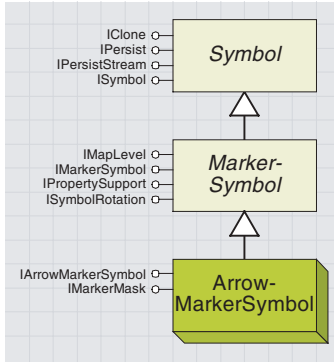 IClone
IPersist
IPersistStream
ISymbol
Symbol
IMapLevel
IMarkerSymbol
IPropertySupport
ISymbolRotation
Marker-
Symbol
IArrowMarkerSymbol
IMarkerMask
Arrow-
MarkerSymbol